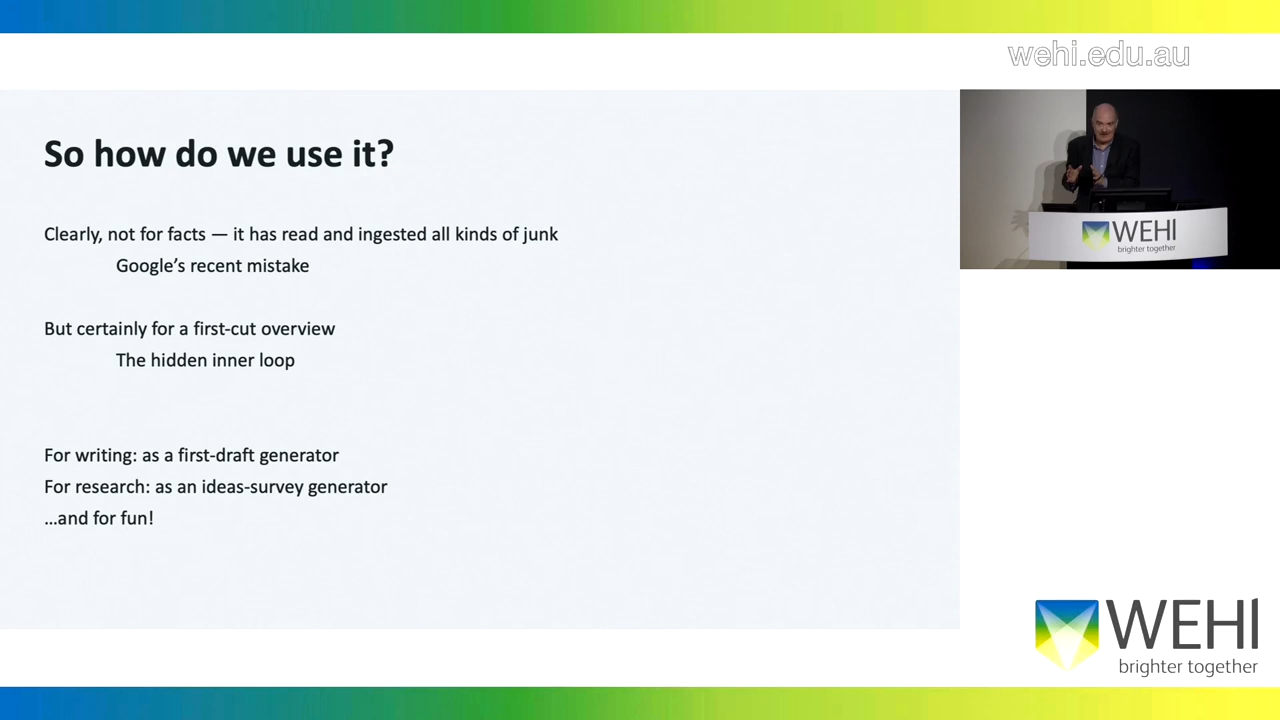 wehi.edu.au
So how do we use it?
Clearly, not for facts — it has read and ingested all kinds of junk
Google’s recent mistake
But certainly for a first-cut overview
The hidden inner loop
For writing: as a first-draft generator
For research: as an ideas-survey generator
…and for fun!
WEHI
brighter together
WEHI
brighter together